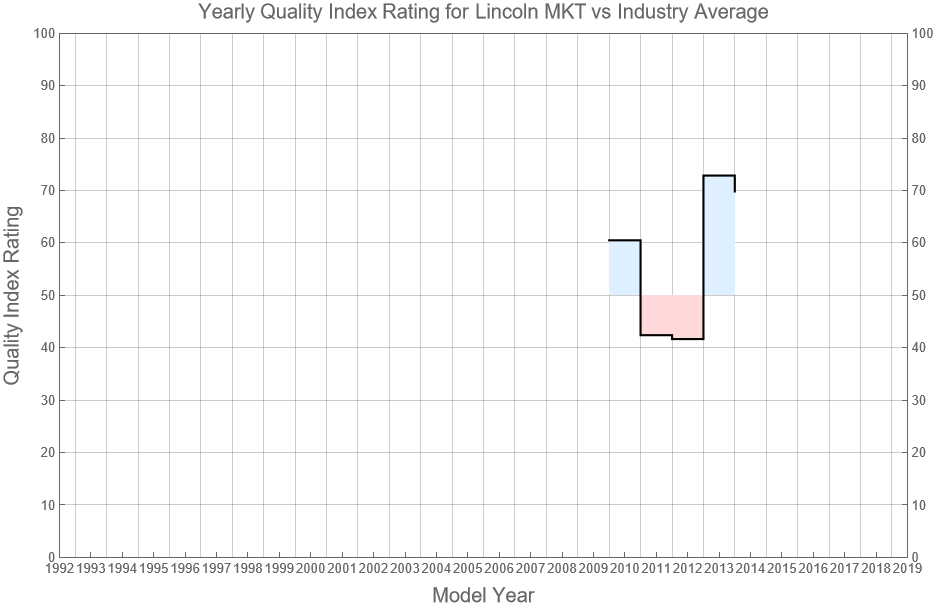 Yearly Quality Index Rating for Lincoln MKT vs Industry Average
100 100
90 90
80 80
70 70
60 60
50 50
40 40
30 30
20 20
10 10
0 0
Quality Index Rating
1992 1993 1994 1995 1996 1997 1998 1999 2000 2001 2002 2003 2004 2005 2006 2007 2008 2009 2010 2011 2012 2013 2014 2015 2016 2017 2018 2019
Model Year